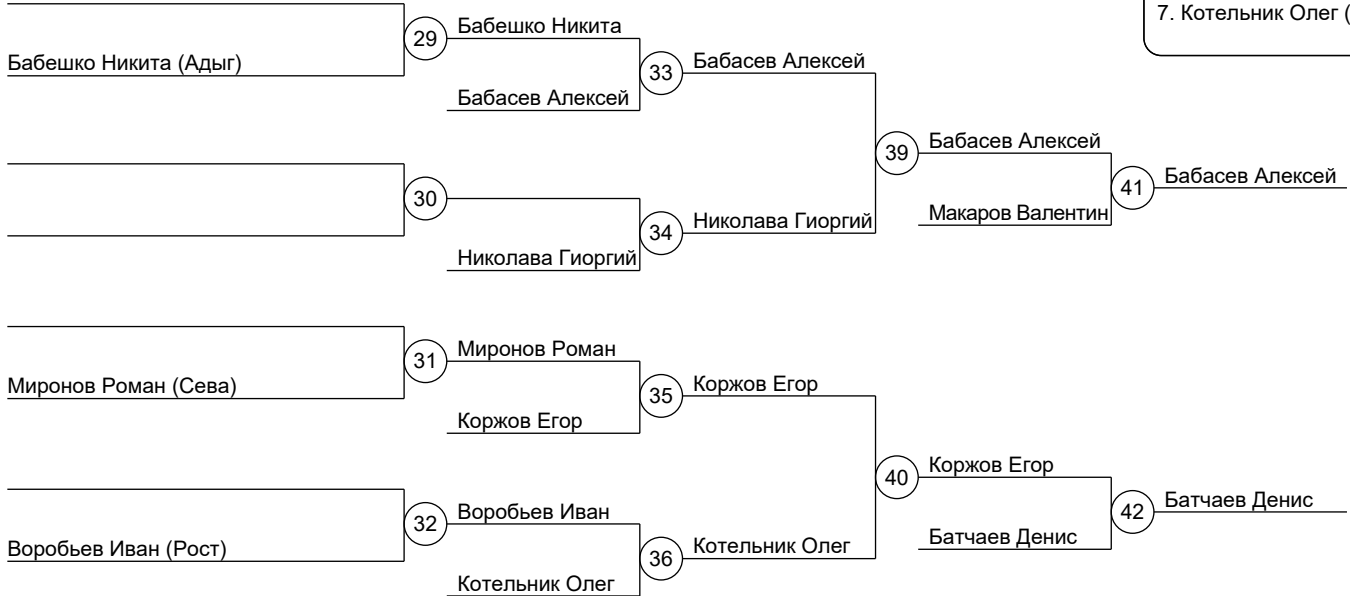 7. Котельник Олег (
29
Бабешко Никита
Бабешко Никита (Адыг)
33
Бабасев Алексей
Бабасев Алексей
39
Бабасев Алексей
41
Бабасев Алексей
30
34
Николава Гиоргий
Макаров Валентин
Николава Гиоргий
31
Миронов Роман
Миронов Роман (Сева)
35
Коржов Егор
Коржов Егор
40
Коржов Егор
42
Батчаев Денис
32
Воробьев Иван
Батчаев Денис
Воробьев Иван (Рост)
36
Котельник Олег
Котельник Олег